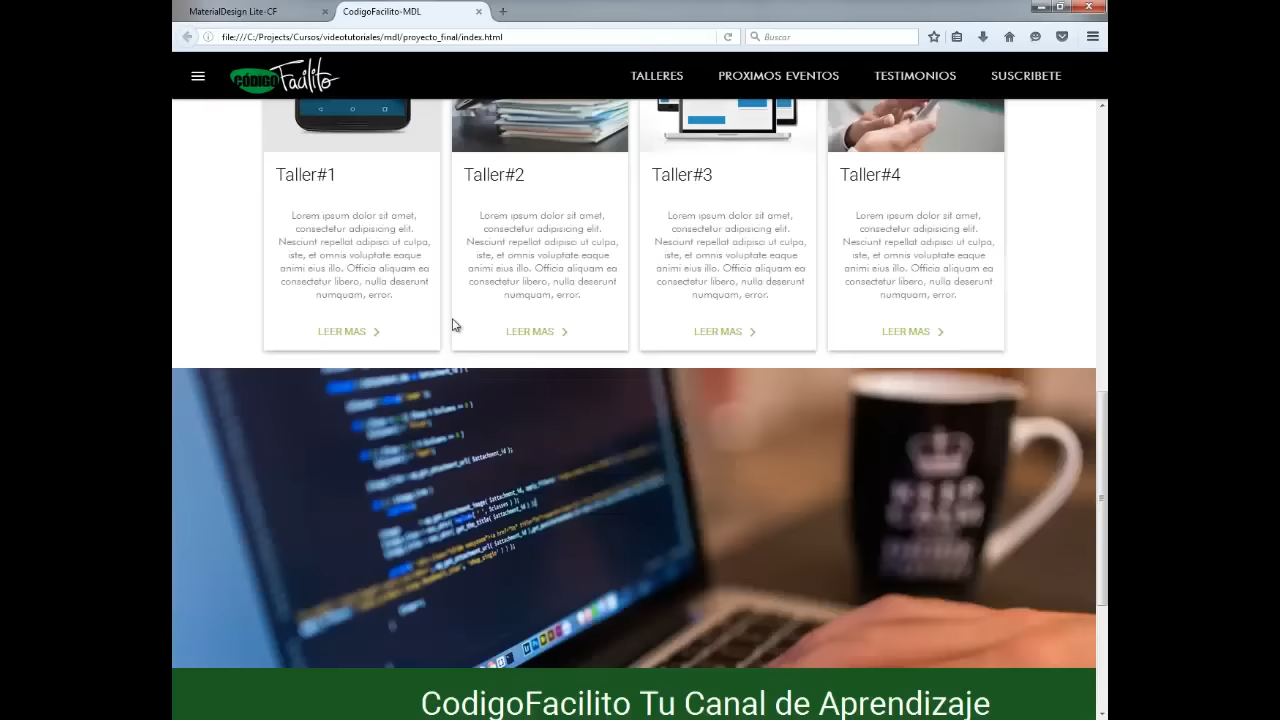 MaterialDesign Lite-CF
CodigoFacilito-MDL
file:///C:/Projects/Cursos/videotutoriales/mdl/proyecto_final/index.html
Buscar
CÓDIGO Facilito
TALLERES
PROXIMOS EVENTOS
TESTIMONIOS
SUSCRIBETE
Taller#1
Lorem ipsum dolor sit amet,
consectetur adipisicing elit.
Nesciunt repellat adipisci ut culpa,
iste, et omnis voluptate eaque
animi eius illo. Officia aliquam ea
consectetur libero, nulla deserunt
numquam, error.
LEER MAS
Taller#2
Lorem ipsum dolor sit amet,
consectetur adipisicing elit.
Nesciunt repellat adipisci ut culpa,
iste, et omnis voluptate eaque
animi eius illo. Officia aliquam ea
consectetur libero, nulla deserunt
numquam, error.
LEER MAS
Taller#3
Lorem ipsum dolor sit amet,
consectetur adipisicing elit.
Nesciunt repellat adipisci ut culpa,
iste, et omnis voluptate eaque
animi eius illo. Officia aliquam ea
consectetur libero, nulla deserunt
numquam, error.
LEER MAS
Taller#4
Lorem ipsum dolor sit amet,
consectetur adipisicing elit.
Nesciunt repellat adipisci ut culpa,
iste, et omnis voluptate eaque
animi eius illo. Officia aliquam ea
consectetur libero, nulla deserunt
numquam, error.
LEER MAS
KEEP
CALM
CodigoFacilito Tu Canal de Aprendizaje